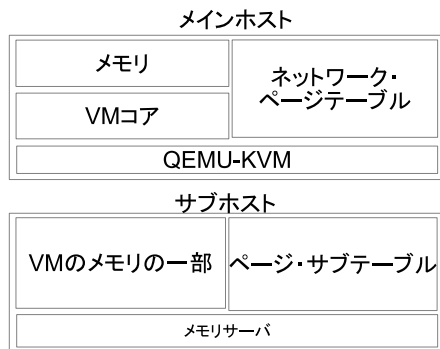 メインホスト
メモリ
VMコア
ネットワーク・
ページテーブル
QEMU-KVM
サブホスト
VMのメモリの一部
ページ・サブテーブル
メモリサーバ